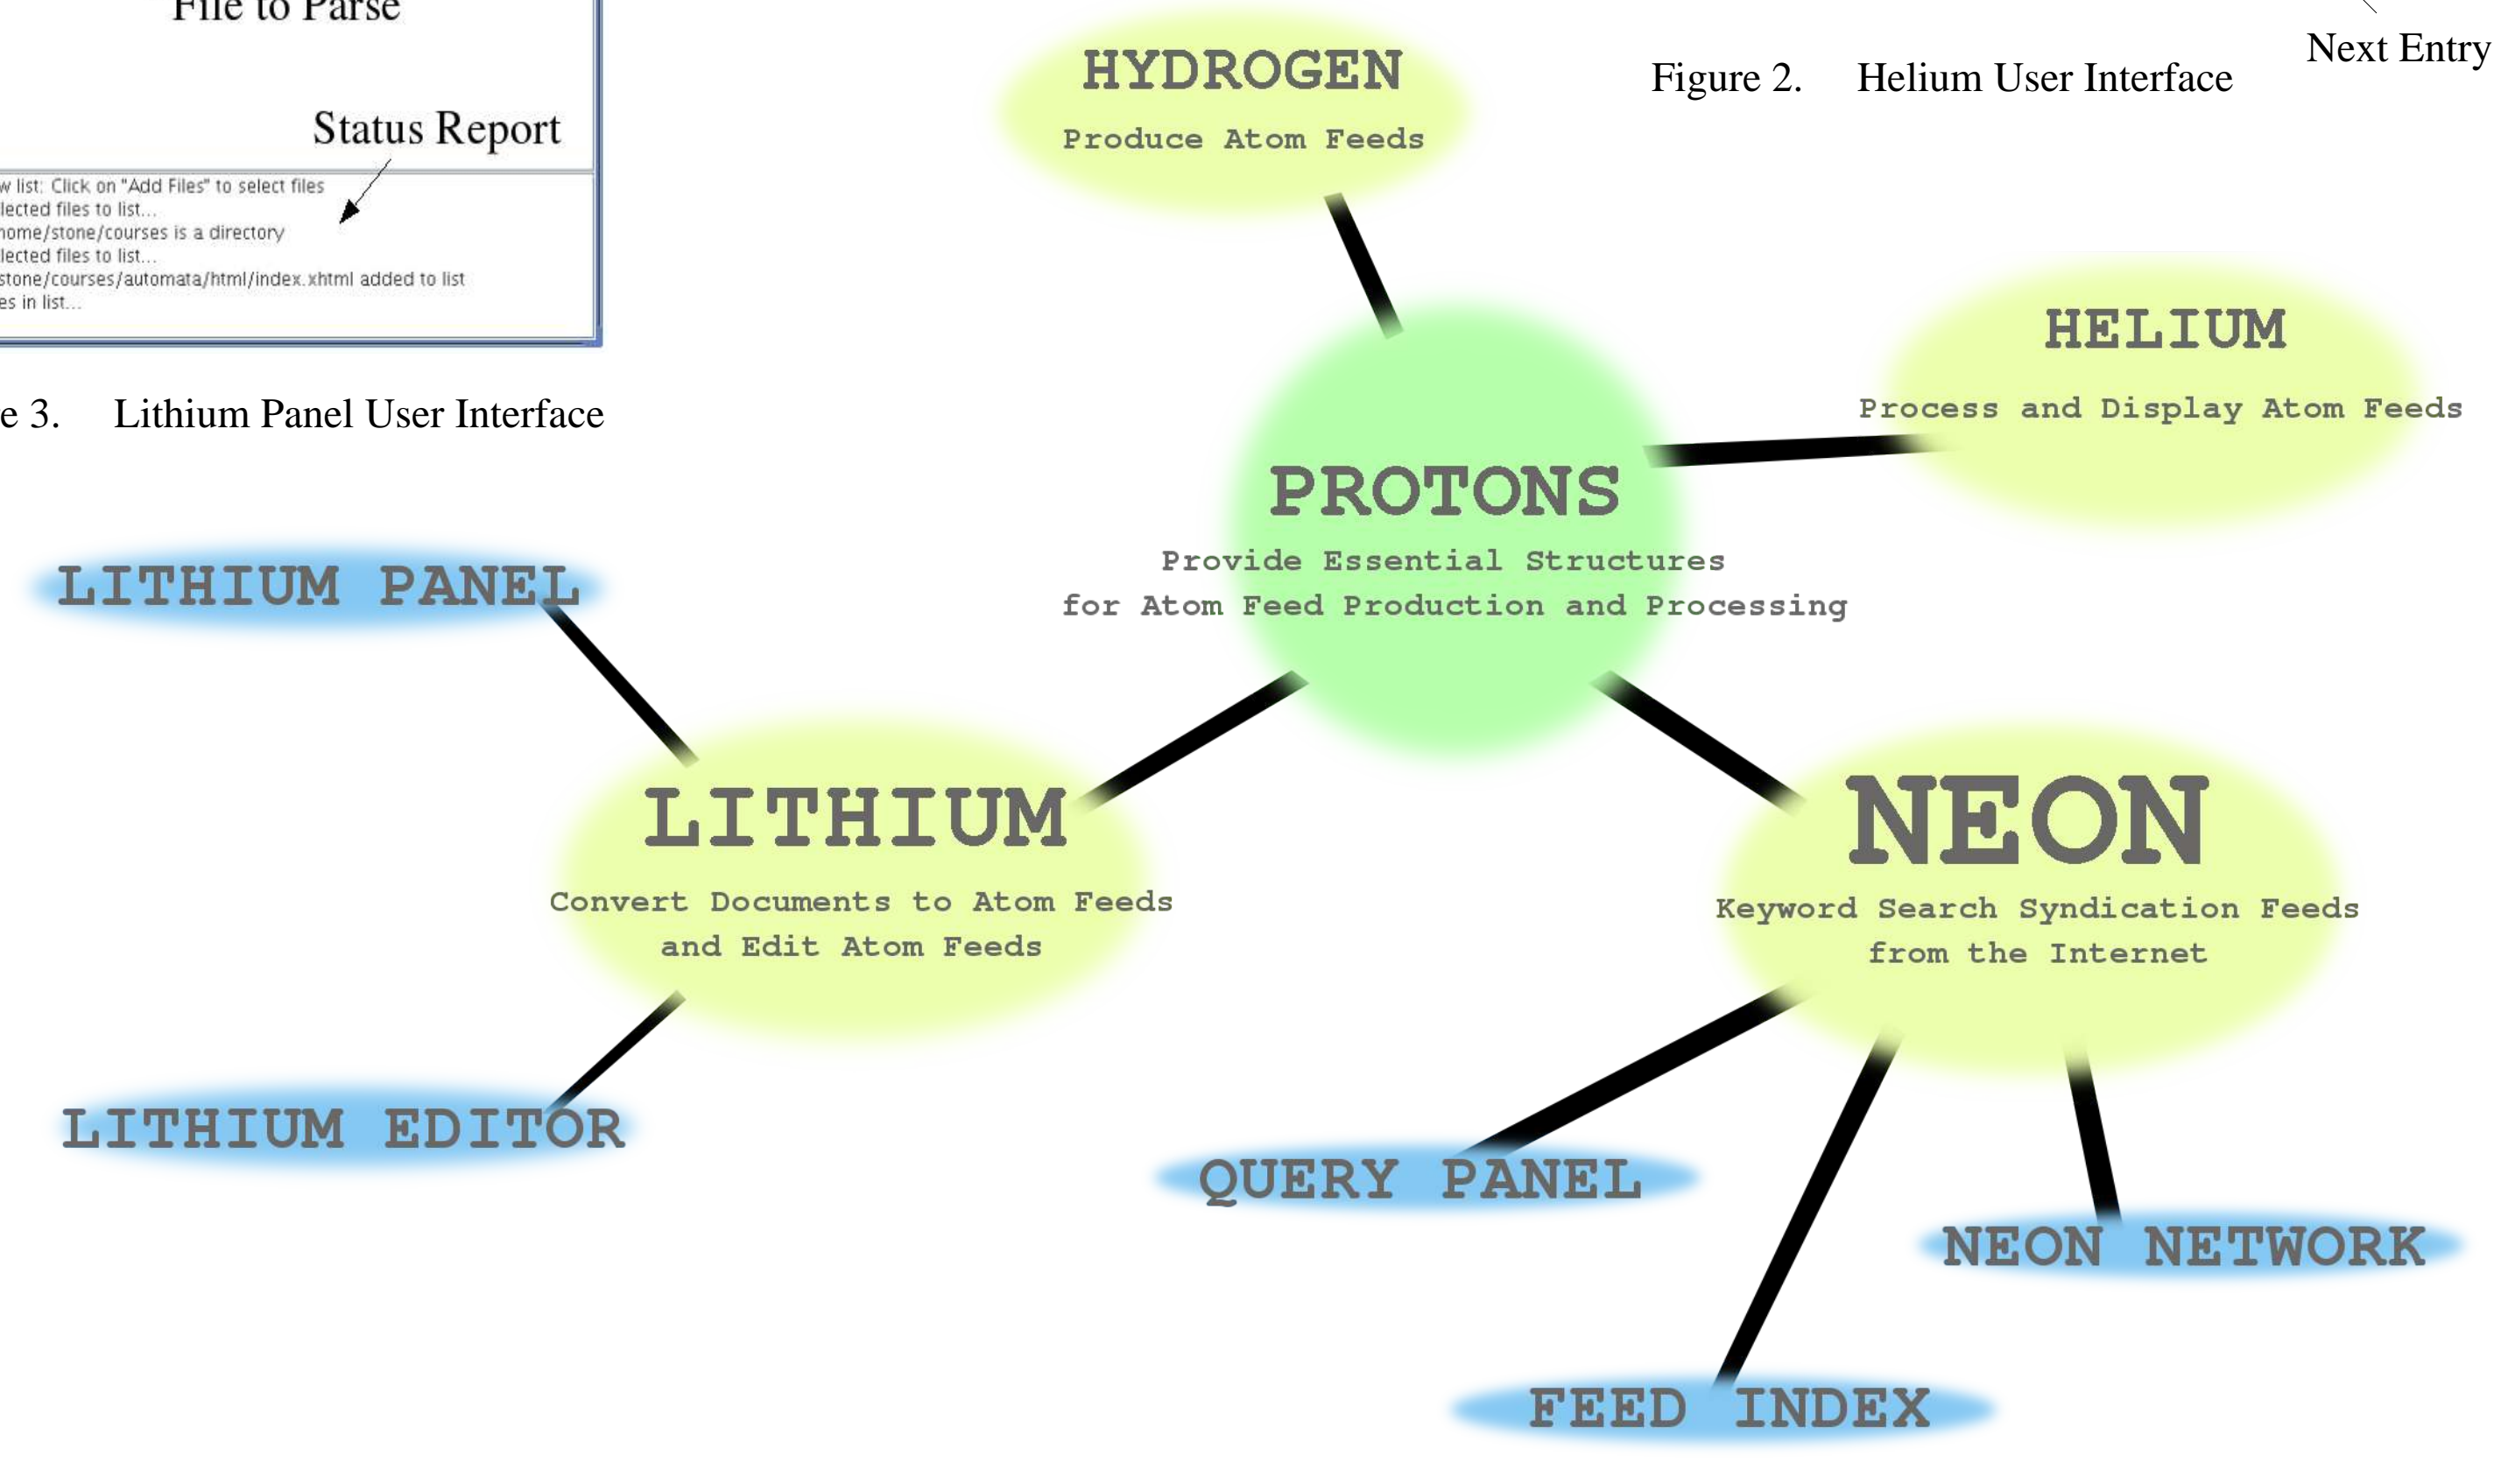 File to Parse
Status Report
w list: Click on "Add Files" to select files
lected files to list...
nome/stone/courses is a directory
lected files to list...
stone/courses/automata/html/index.xhtml added to list
es in list...
e 3. Lithium Panel User Interface
Next Entry
Figure 2. Helium User Interface
HYDROGEN
Produce Atom Feeds
HELIUM
Process and Display Atom Feeds
PROTONS
Provide Essential Structures
for Atom Feed Production and Processing
LITHIUM PANEL
LITHIUM
Convert Documents to Atom Feeds
and Edit Atom Feeds
LITHIUM EDITOR
NEON
Keyword Search Syndication Feeds
from the Internet
QUERY PANEL
NEON NETWORK
FEED INDEX